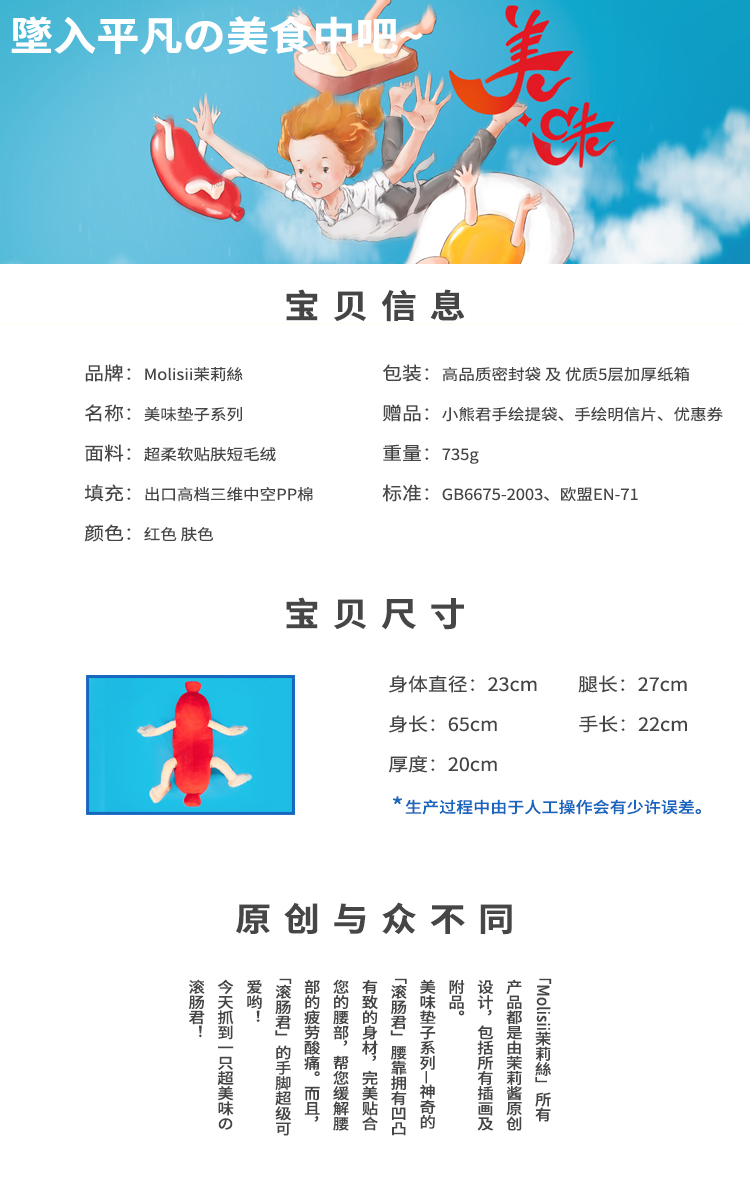 墜入平凡の美食中吧~
美味
宝贝信息
品牌：Molisii茉莉絲
名称：美味垫子系列
面料：超柔软贴肤短毛绒
填充：出口高档三维中空PP棉
颜色：红色 肤色
包装：高品质密封袋 及 优质5层加厚纸箱
赠品：小熊君手绘提袋、手绘明信片、优惠券
重量：735g
标准：GB6675-2003、欧盟EN-71
宝贝尺寸
身体直径：23cm
腿长：27cm
身长：65cm
手长：22cm
厚度：20cm
*生产过程中由于人工操作会有少许误差。
原创与众不同
「Molisii茉莉絲」所有
产品都是由茉莉酱原创
设计，包括所有插画及
附品。
美味垫子系列—神奇的
「滚肠君」腰靠拥有凹凸
有致的身材，完美贴合
您的腰部，帮您缓解腰
部的疲劳酸痛。而且，
「滚肠君」的手脚超级可
爱哟！
今天抓到一只超美味の
滚肠君！